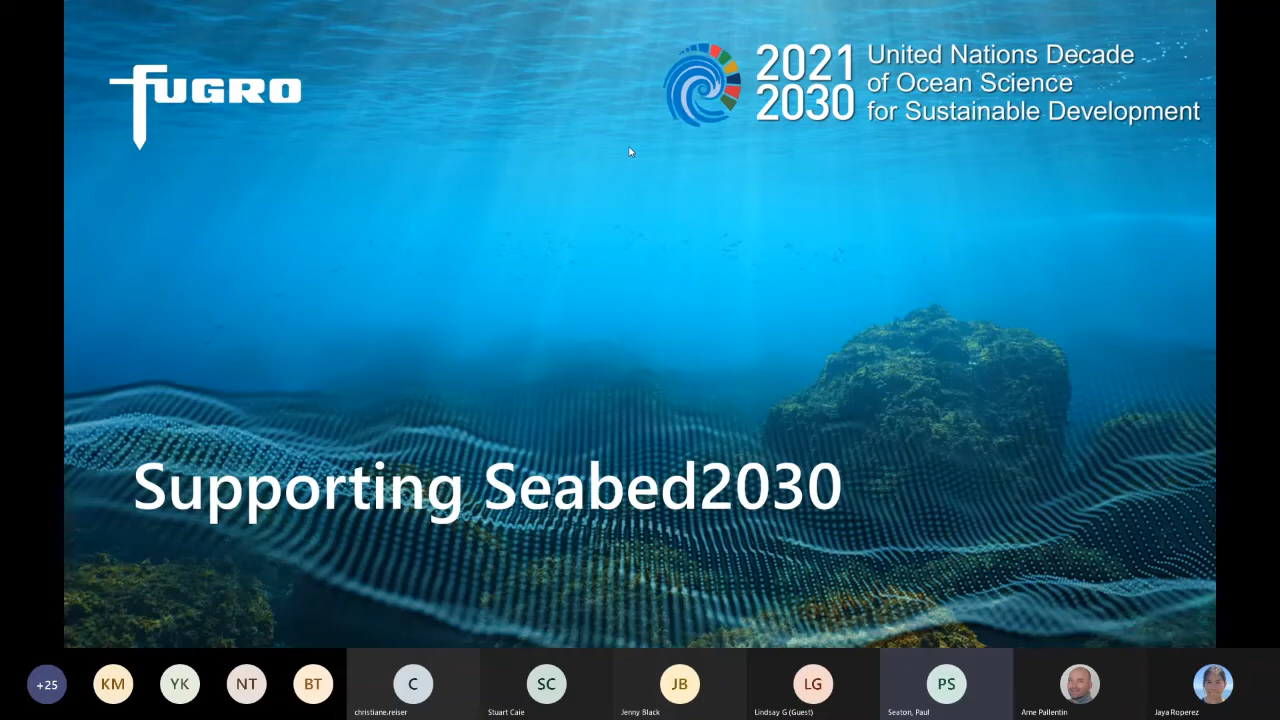 FUGRO
2021
2030
United Nations Decade
of Ocean Science
for Sustainable Development
Supporting Seabed2030
+25
KM
YK
NT
BT
C
christiane.reiser
SC
Stuart Caie
JB
Jenny Black
LG
Lindsay G (Guest)
PS
Seaton, Paul
Arne Pallentin
Jaya Roperez